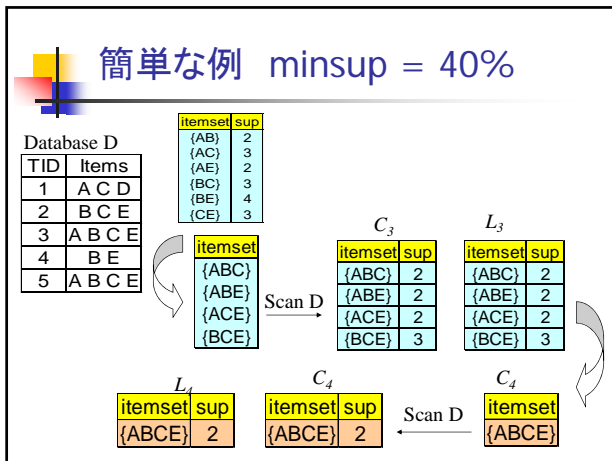 簡単な例 minsup = 40%
Database D
TID Items
1 A C D
2 B C E
3 A B C E
4 B E
5 A B C E
itemset sup
{AB} 2
{AC} 3
{AE} 2
{BC} 3
{BE} 4
{CE} 3
itemset
{ABC}
{ABE}
{ACE}
{BCE}
Scan D
C3
itemset sup
{ABC} 2
{ABE} 2
{ACE} 2
{BCE} 3
L3
itemset sup
{ABC} 2
{ABE} 2
{ACE} 2
{BCE} 3
C4
itemset
{ABCE}
Scan D
C4
itemset sup
{ABCE} 2
L4
itemset sup
{ABCE} 2